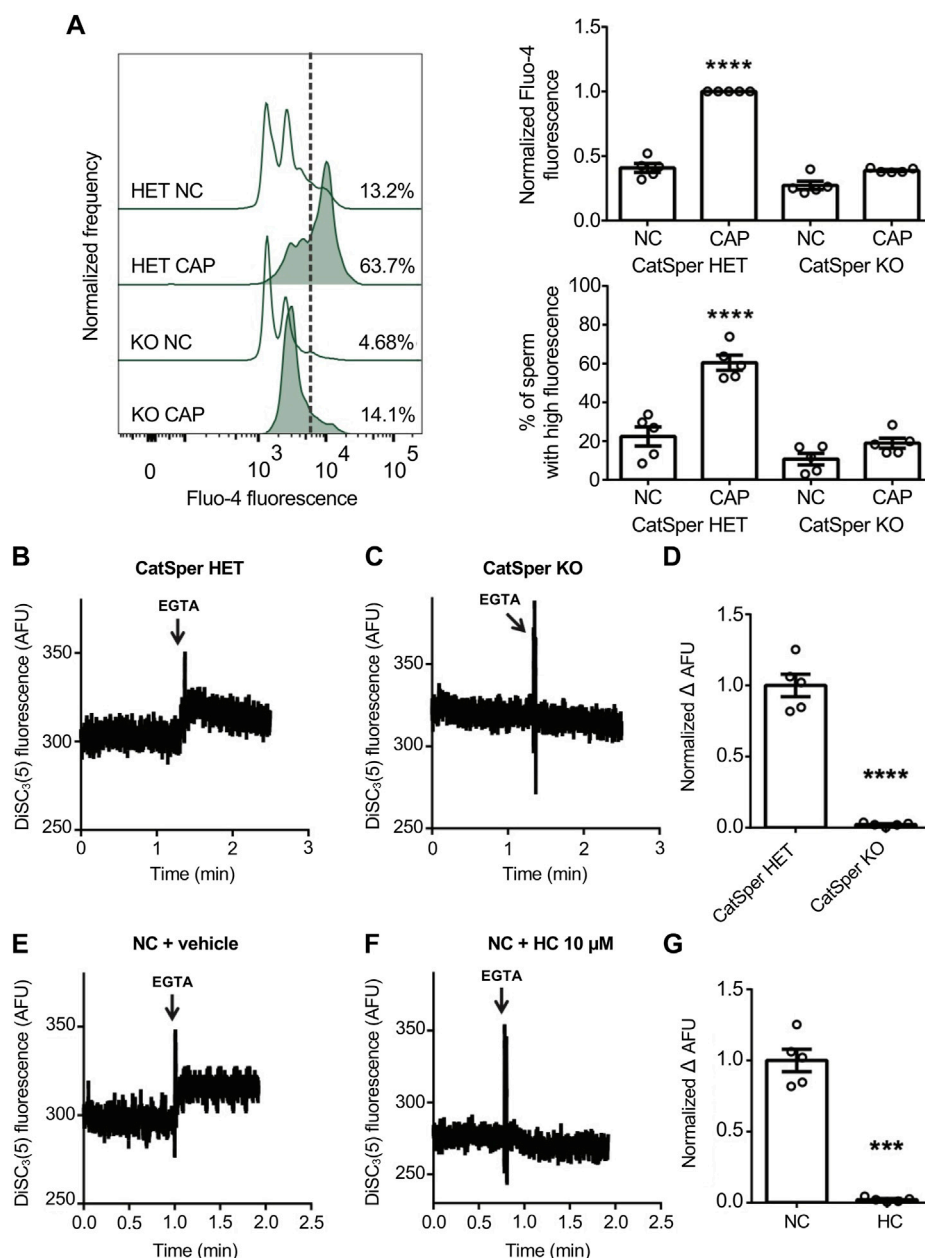 A
Normalized frequency
HET NC 13.2%
HET CAP 63.7%
KO NC 4.68%
KO CAP 14.1%
0 10 3 10 4 10 5
Fluo-4 fluorescence
Normalized Fluo-4
fluorescence
1.0
0.5
0.0
****
NC CAP NC CAP
CatSper HET CatSper KO
% of sperm
with high fluorescence
100
80
60
40
20
0
****
NC CAP NC CAP
CatSper HET CatSper KO
B
CatSper HET
DiSC3(5) fluorescence (AFU)
350
300
250
EGTA
0 1 2 3
Time (min)
C
CatSper KO
DiSC3(5) fluorescence (AFU)
350
300
250
EGTA
0 1 2 3
Time (min)
D
Normalized Δ AFU
1.5
1.0
0.5
0.0
****
CatSper HET
CatSper KO
E
NC + vehicle
DiSC3(5) fluorescence (AFU)
350
300
250
EGTA
0.0 0.5 1.0 1.5 2.0 2.5
Time (min)
F
NC + HC 10 µM
DiSC3(5) fluorescence (AFU)
350
300
250
EGTA
0.0 0.5 1.0 1.5 2.0 2.5
Time (min)
G
Normalized Δ AFU
1.5
1.0
0.5
0.0
***
NC HC